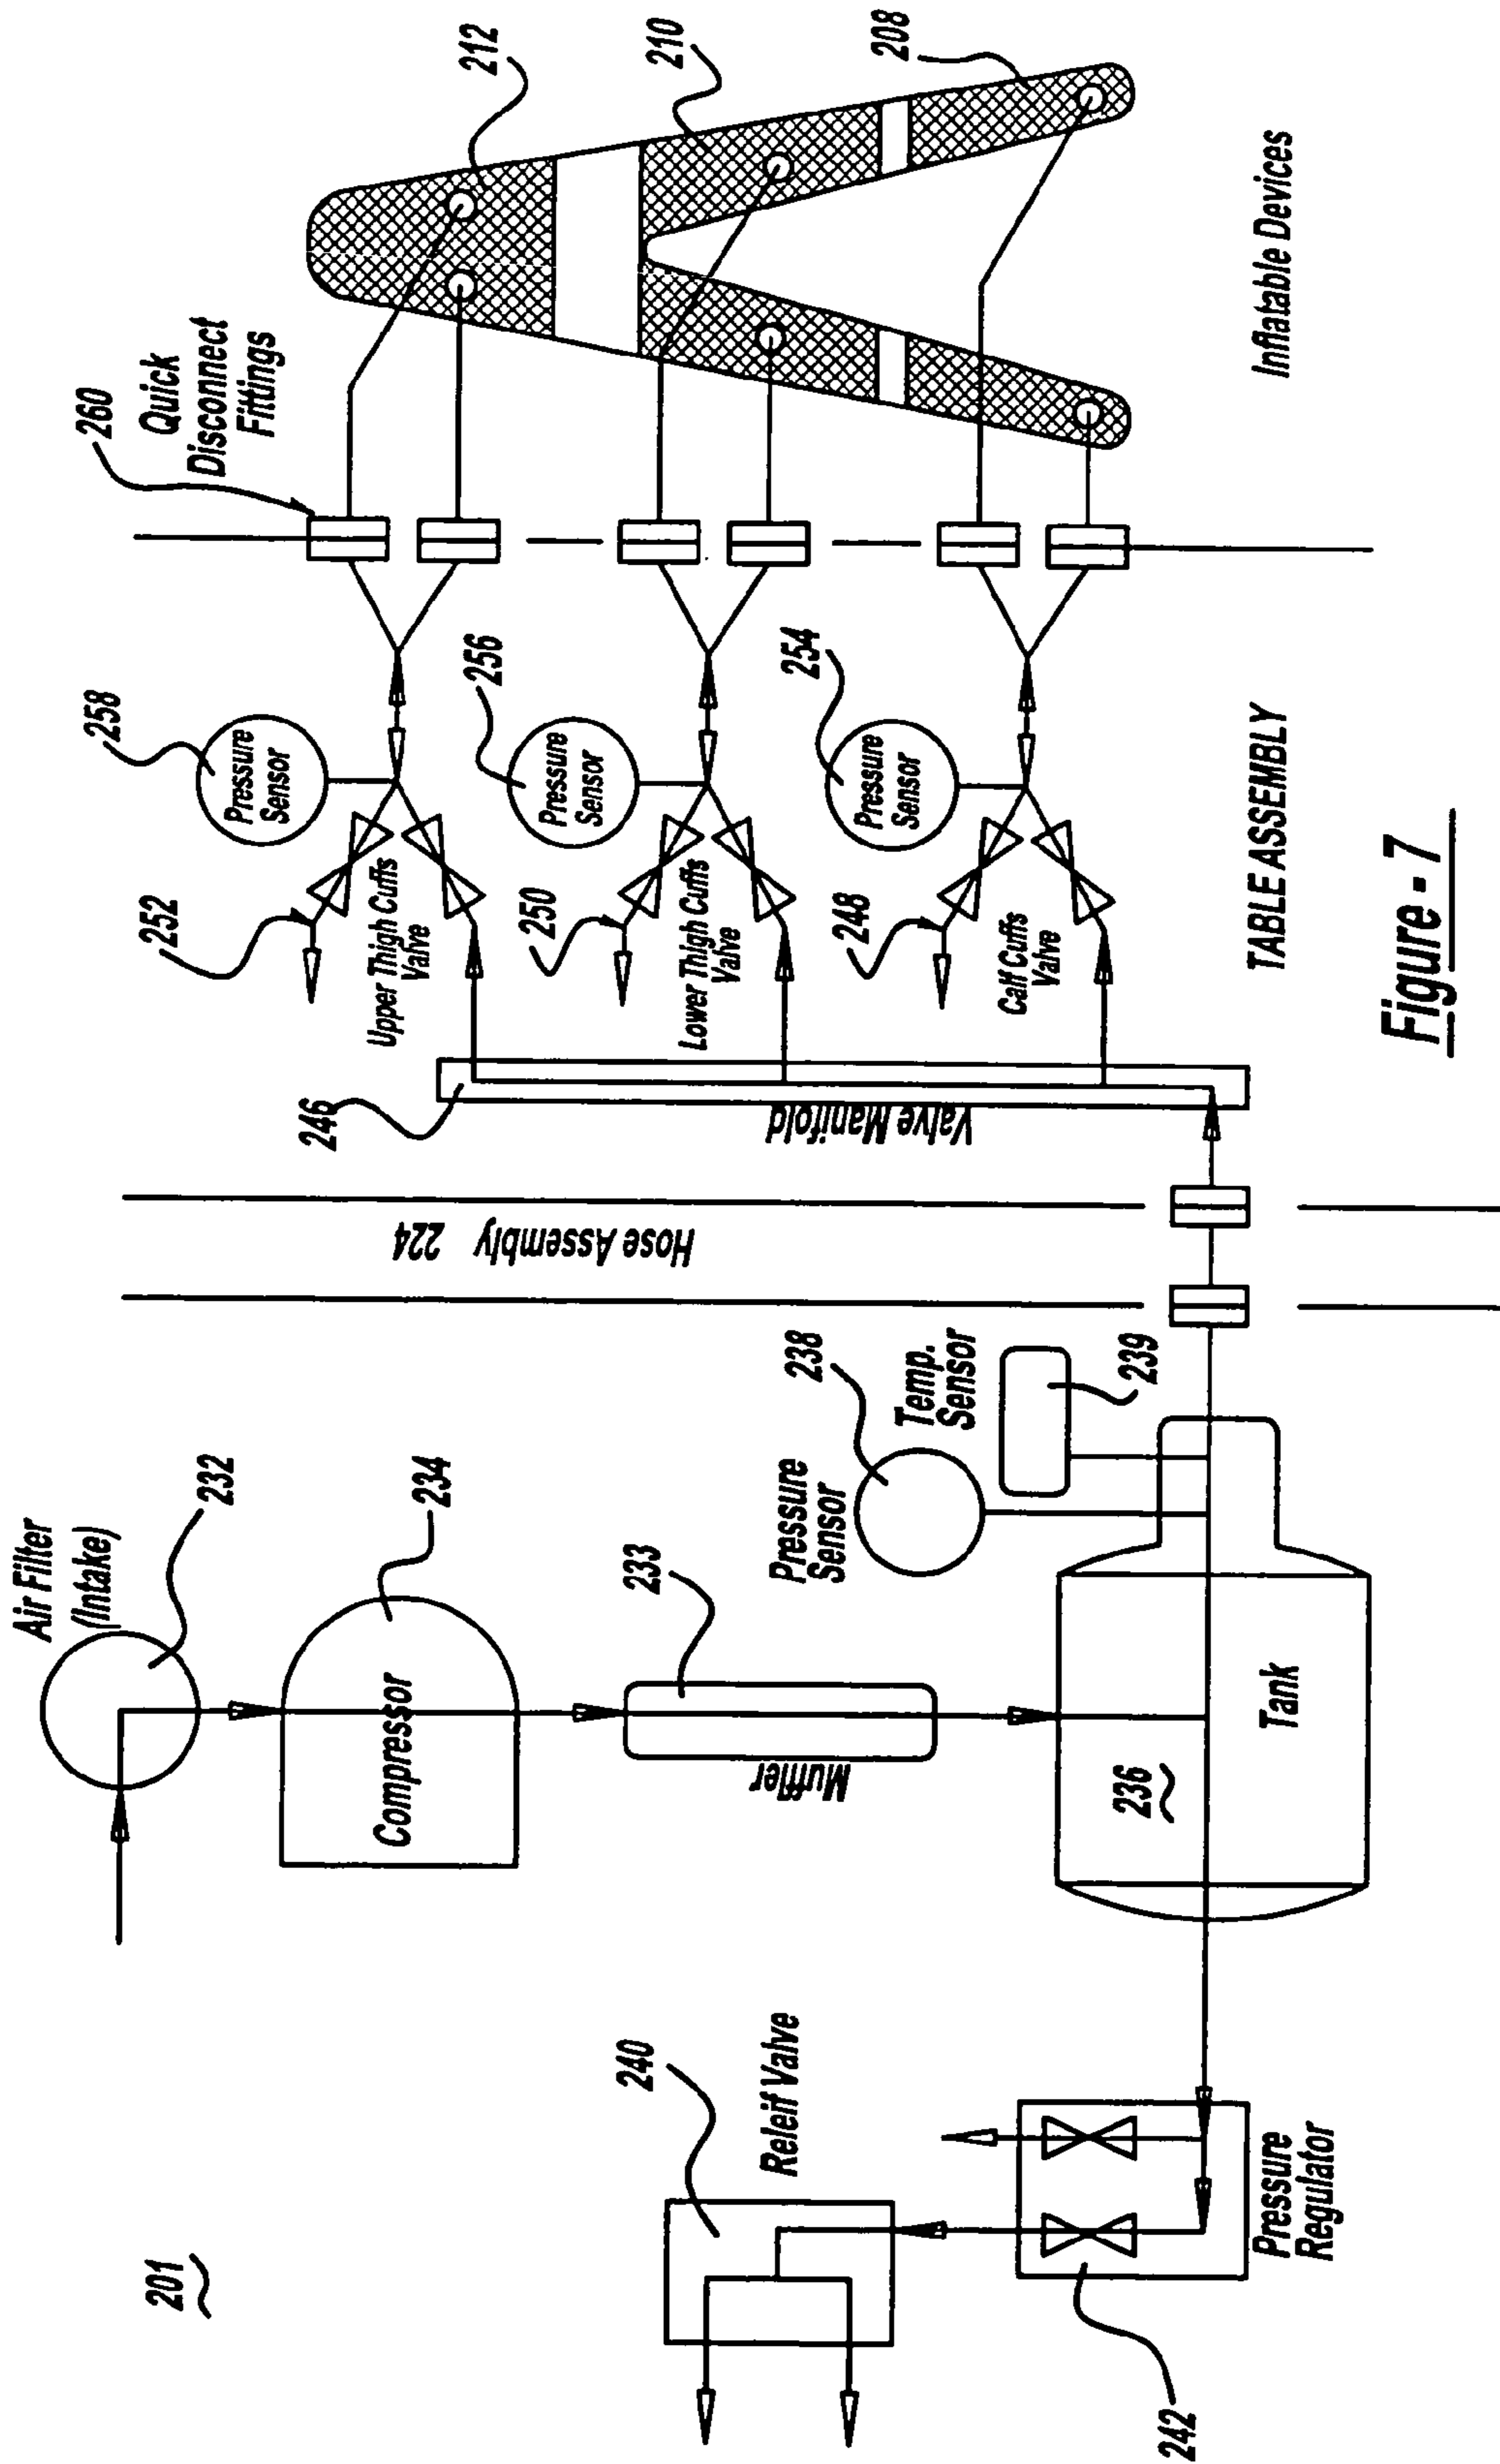 201
Air Filter
(Intake)
232
Compressor
234
Muffler
233
240
Releif Valve
242
Pressure
Regulator
236
Tank
Pressure
Sensor
238
Temp.
Sensor
239
Hose Assembly 224
246
Valve Manifold
252
Upper Thigh Cuffs
Valve
258
Pressure
Sensor
250
Lower Thigh Cuffs
Valve
256
Pressure
Sensor
248
Calf Cuffs
Valve
254
Pressure
Sensor
TABLE ASSEMBLY
260
Quick
Disconnect
Fittings
212
210
208
Inflatable Devices
Figure - 7